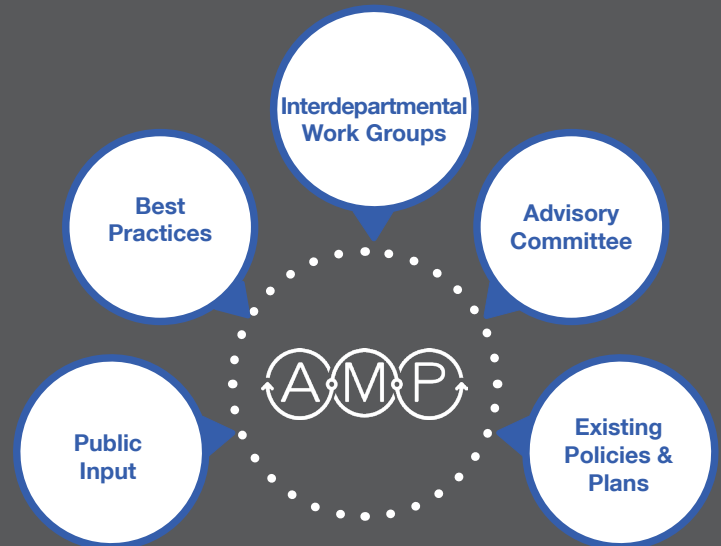 Interdepartmental
Work Groups
Best
Practices
Advisory
Committee
A.M.P
Public
Input
Existing
Policies &
Plans